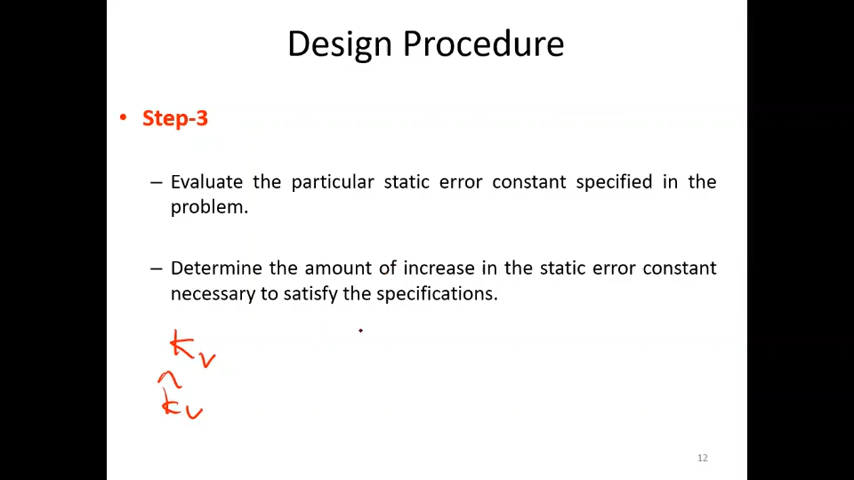 Design Procedure
• Step-3
– Evaluate the particular static error constant specified in the
problem.
– Determine the amount of increase in the static error constant
necessary to satisfy the specifications.
Kv
^
Kv
12